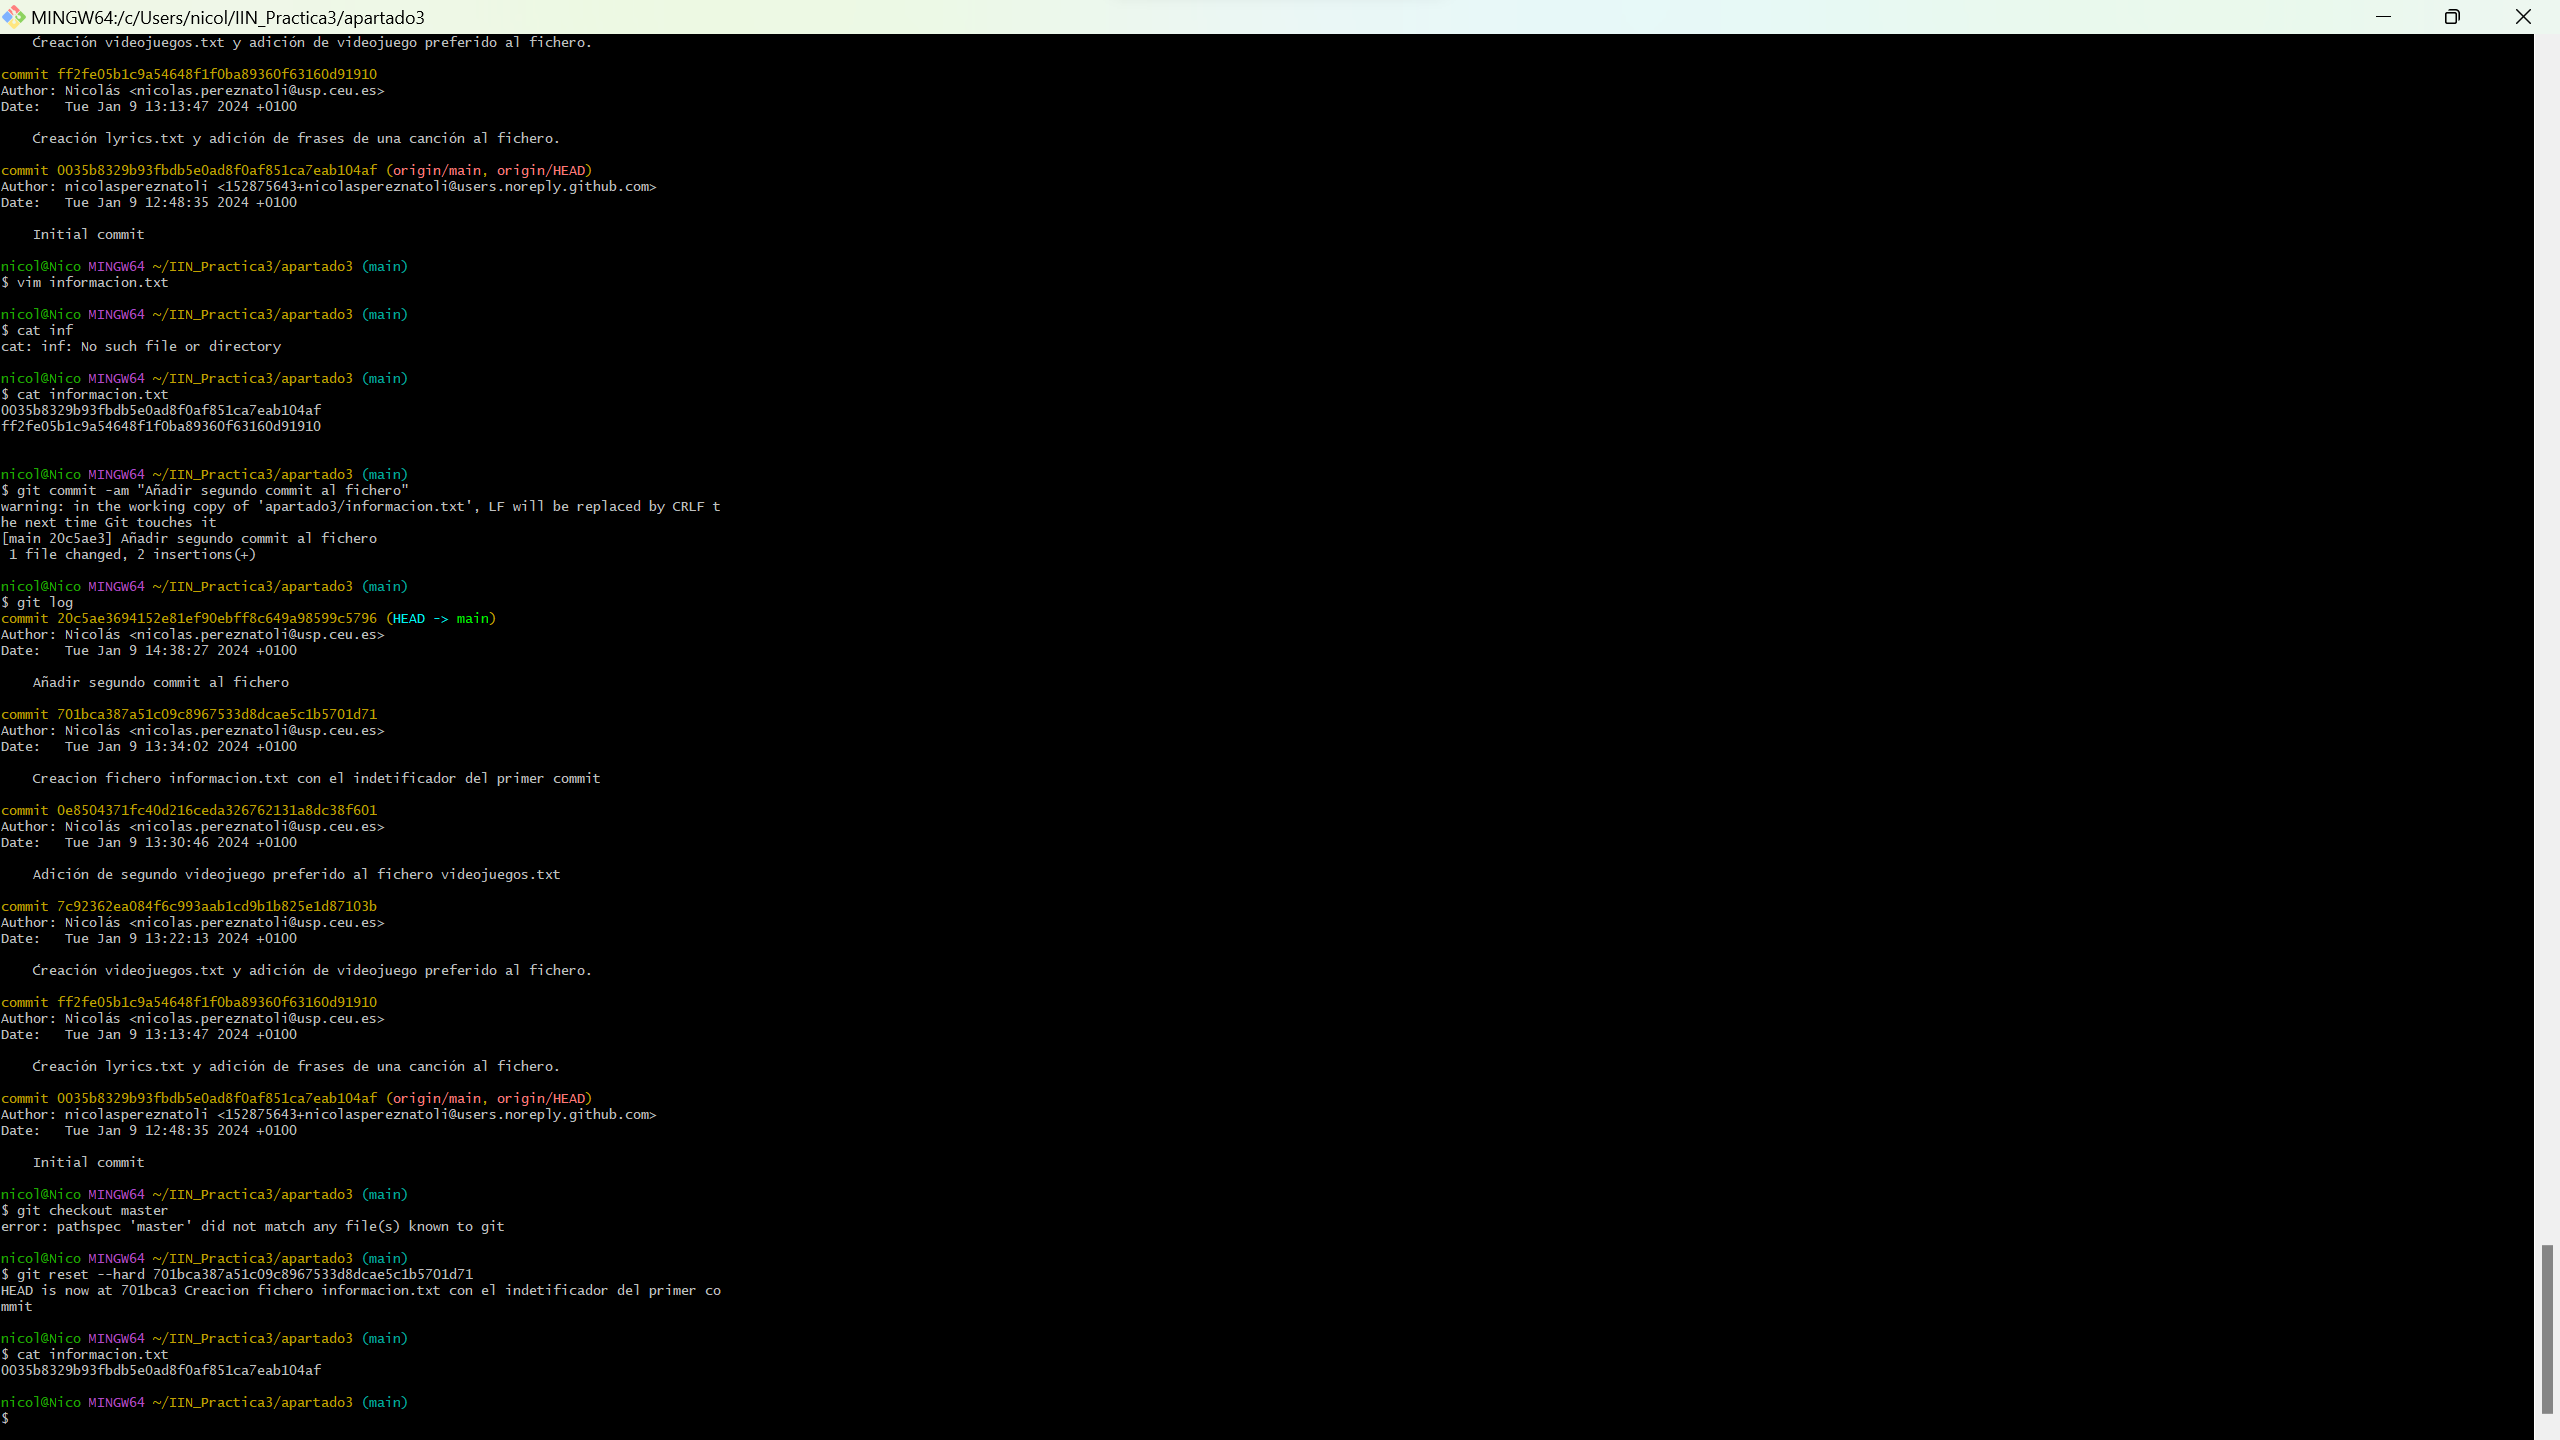 MINGW64:/c/Users/nicol/IIN_Practica3/apartado3
Creación videojuegos.txt y adición de videojuego preferido al fichero.
commit ff2fe05b1c9a54648f1f0ba89360f63160d91910
Author: Nicolás <nicolas.pereznatoli@usp.ceu.es>
Date:   Tue Jan 9 13:13:47 2024 +0100
Creación lyrics.txt y adición de frases de una canción al fichero.
commit 0035b8329b93fbdb5e0ad8f0af851ca7eab104af (origin/main, origin/HEAD)
Author: nicolaspereznatoli <152875643+nicolaspereznatoli@users.noreply.github.com>
Date:   Tue Jan 9 12:48:35 2024 +0100
Initial commit
nicol@Nico MINGW64 ~/IIN_Practica3/apartado3 (main)
$ vim informacion.txt
nicol@Nico MINGW64 ~/IIN_Practica3/apartado3 (main)
$ cat inf
cat: inf: No such file or directory
nicol@Nico MINGW64 ~/IIN_Practica3/apartado3 (main)
$ cat informacion.txt
0035b8329b93fbdb5e0ad8f0af851ca7eab104af
ff2fe05b1c9a54648f1f0ba89360f63160d91910
nicol@Nico MINGW64 ~/IIN_Practica3/apartado3 (main)
$ git commit -am "Añadir segundo commit al fichero"
warning: in the working copy of 'apartado3/informacion.txt', LF will be replaced by CRLF t
he next time Git touches it
[main 20c5ae3] Añadir segundo commit al fichero
1 file changed, 2 insertions(+)
nicol@Nico MINGW64 ~/IIN_Practica3/apartado3 (main)
$ git log
commit 20c5ae3694152e81ef90ebff8c649a98599c5796 (HEAD -> main)
Author: Nicolás <nicolas.pereznatoli@usp.ceu.es>
Date:   Tue Jan 9 14:38:27 2024 +0100
Añadir segundo commit al fichero
commit 701bca387a51c09c8967533d8dcae5c1b5701d71
Author: Nicolás <nicolas.pereznatoli@usp.ceu.es>
Date:   Tue Jan 9 13:34:02 2024 +0100
Creacion fichero informacion.txt con el indetificador del primer commit
commit 0e8504371fc40d216ceda326762131a8dc38f601
Author: Nicolás <nicolas.pereznatoli@usp.ceu.es>
Date:   Tue Jan 9 13:30:46 2024 +0100
Adición de segundo videojuego preferido al fichero videojuegos.txt
commit 7c92362ea084f6c993aab1cd9b1b825e1d87103b
Author: Nicolás <nicolas.pereznatoli@usp.ceu.es>
Date:   Tue Jan 9 13:22:13 2024 +0100
Creación videojuegos.txt y adición de videojuego preferido al fichero.
commit ff2fe05b1c9a54648f1f0ba89360f63160d91910
Author: Nicolás <nicolas.pereznatoli@usp.ceu.es>
Date:   Tue Jan 9 13:13:47 2024 +0100
Creación lyrics.txt y adición de frases de una canción al fichero.
commit 0035b8329b93fbdb5e0ad8f0af851ca7eab104af (origin/main, origin/HEAD)
Author: nicolaspereznatoli <152875643+nicolaspereznatoli@users.noreply.github.com>
Date:   Tue Jan 9 12:48:35 2024 +0100
Initial commit
nicol@Nico MINGW64 ~/IIN_Practica3/apartado3 (main)
$ git checkout master
error: pathspec 'master' did not match any file(s) known to git
nicol@Nico MINGW64 ~/IIN_Practica3/apartado3 (main)
$ git reset --hard 701bca387a51c09c8967533d8dcae5c1b5701d71
HEAD is now at 701bca3 Creacion fichero informacion.txt con el indetificador del primer co
mmit
nicol@Nico MINGW64 ~/IIN_Practica3/apartado3 (main)
$ cat informacion.txt
0035b8329b93fbdb5e0ad8f0af851ca7eab104af
nicol@Nico MINGW64 ~/IIN_Practica3/apartado3 (main)
$